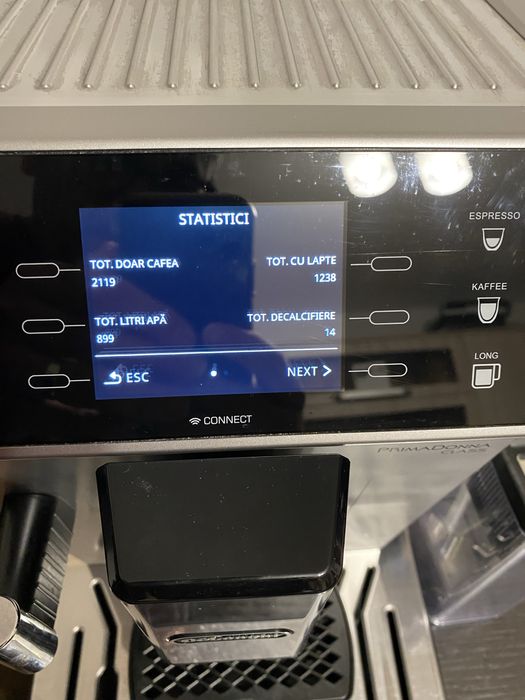 STATISTICI
TOT. DOAR CAFEA
2119
TOT. CU LAPTE
1238
TOT. LITRI APĂ
899
TOT. DECALCIFIERE
14
ESC
NEXT
CONNECT
ESPRESSO
KAFFEE
LONG
PRIMADONNA
CLASS
DeLonghi